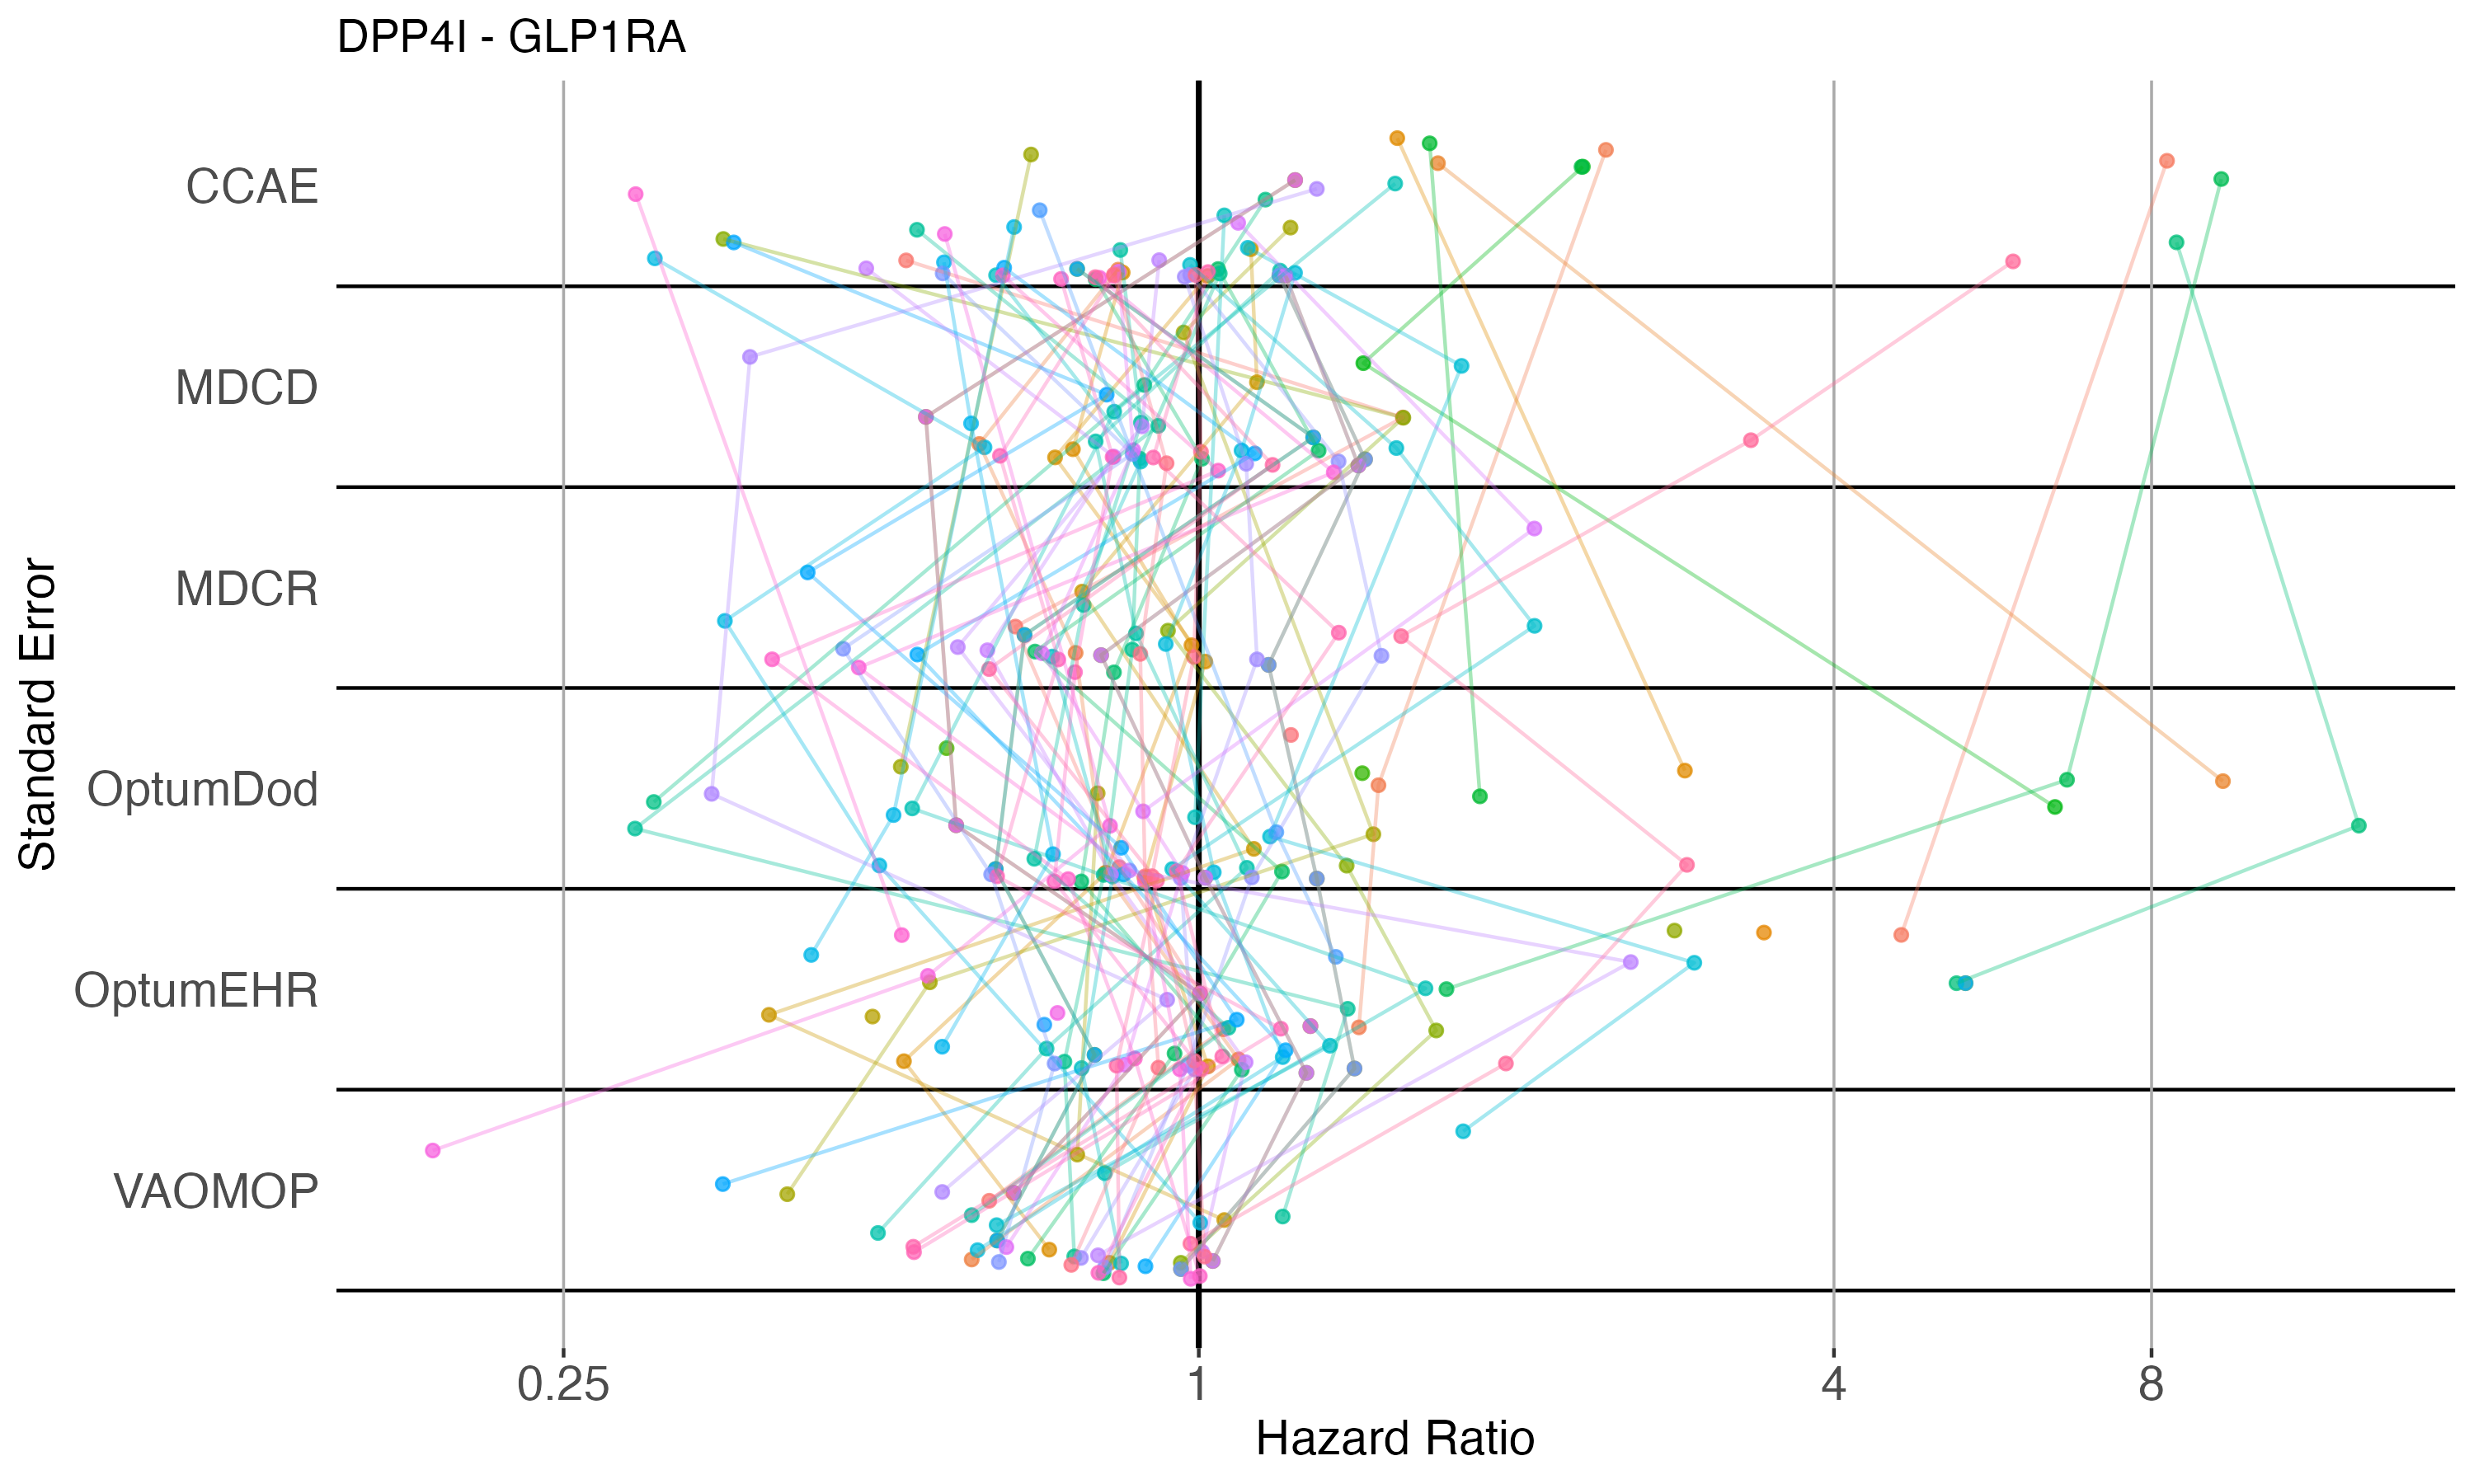 DPP4I - GLP1RA
CCAE
MDCD
MDCR
OptumDod
OptumEHR
VAOMOP
Standard Error
0.25
1
4
8
Hazard Ratio